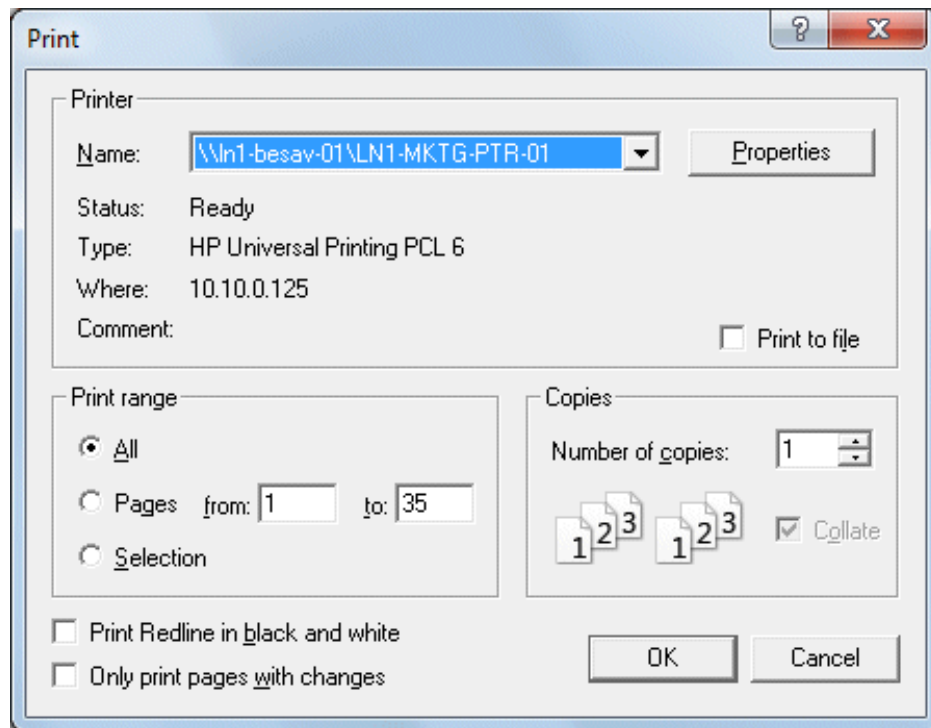 Print
Printer
Name: \\ln1-besav-01\LN1-MKTG-PTR-01 Properties
Status: Ready
Type: HP Universal Printing PCL 6
Where: 10.10.0.125
Comment: Print to file
Print range
All
Pages from: 1 to: 35
Selection
Copies
Number of copies: 1
1 2 3 1 2 3 Collate
Print Redline in black and white
Only print pages with changes
OK Cancel